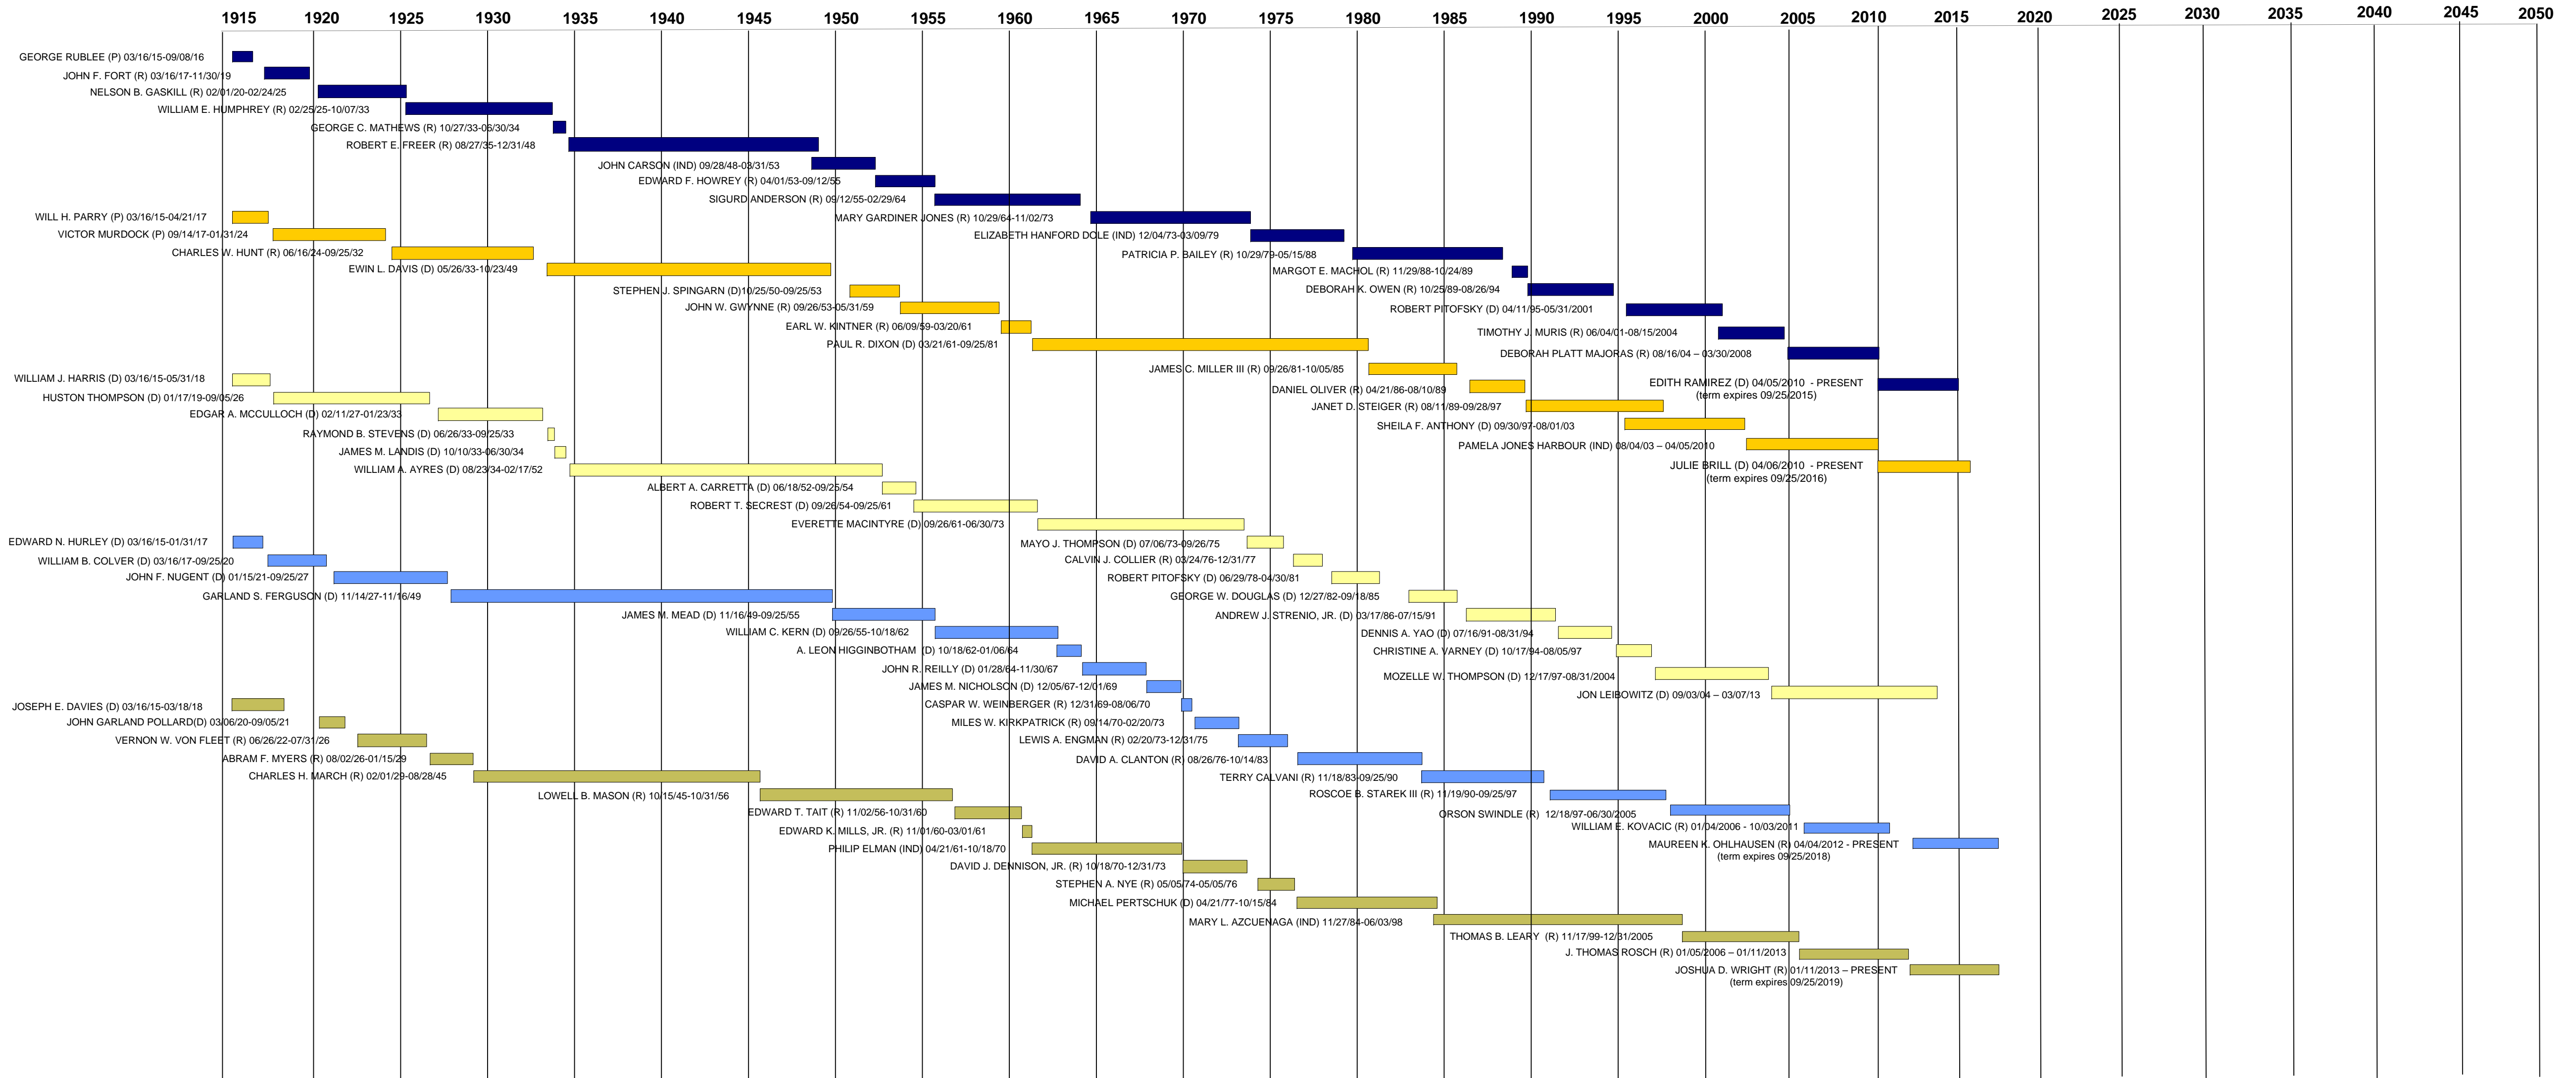 1915 1920 1925 1930 1935 1940 1945 1950 1955 1960 1965 1970 1975 1980 1985 1990 1995 2000 2005 2010 2015 2020 2025 2030 2035 2040 2045 2050
GEORGE RUBLEE (P) 03/16/15-09/08/16
JOHN F. FORT (R) 03/16/17-11/30/19
NELSON B. GASKILL (R) 02/01/20-02/24/25
WILLIAM E. HUMPHREY (R) 02/25/25-10/07/33
GEORGE C. MATHEWS (R) 10/27/33-06/30/34
ROBERT E. FREER (R) 08/27/35-12/31/48
JOHN CARSON (IND) 09/28/48-03/31/53
EDWARD F. HOWREY (R) 04/01/53-09/12/55
SIGURD ANDERSON (R) 09/12/55-02/29/64
MARY GARDINER JONES (R) 10/29/64-11/02/73
ELIZABETH HANFORD DOLE (IND) 12/04/73-03/09/79
PATRICIA P. BAILEY (R) 10/29/79-05/15/88
MARGOT E. MACHOL (R) 11/29/88-10/24/89
DEBORAH K. OWEN (R) 10/25/89-08/26/94
ROBERT PITOFSKY (D) 04/11/95-05/31/2001
TIMOTHY J. MURIS (R) 06/04/01-08/15/2004
DEBORAH PLATT MAJORAS (R) 08/16/04 – 03/30/2008
EDITH RAMIREZ (D) 04/05/2010  - PRESENT
(term expires 09/25/2015)
WILL H. PARRY (P) 03/16/15-04/21/17
VICTOR MURDOCK (P) 09/14/17-01/31/24
CHARLES W. HUNT (R) 06/16/24-09/25/32
EWIN L. DAVIS (D) 05/26/33-10/23/49
STEPHEN J. SPINGARN (D)10/25/50-09/25/53
JOHN W. GWYNNE (R) 09/26/53-05/31/59
EARL W. KINTNER (R) 06/09/59-03/20/61
PAUL R. DIXON (D) 03/21/61-09/25/81
JAMES C. MILLER III (R) 09/26/81-10/05/85
DANIEL OLIVER (R) 04/21/86-08/10/89
JANET D. STEIGER (R) 08/11/89-09/28/97
SHEILA F. ANTHONY (D) 09/30/97-08/01/03
PAMELA JONES HARBOUR (IND) 08/04/03 – 04/05/2010
JULIE BRILL (D) 04/06/2010  - PRESENT
(term expires 09/25/2016)
WILLIAM J. HARRIS (D) 03/16/15-05/31/18
HUSTON THOMPSON (D) 01/17/19-09/05/26
EDGAR A. MCCULLOCH (D) 02/11/27-01/23/33
RAYMOND B. STEVENS (D) 06/26/33-09/25/33
JAMES M. LANDIS (D) 10/10/33-06/30/34
WILLIAM A. AYRES (D) 08/23/34-02/17/52
ALBERT A. CARRETTA (D) 06/18/52-09/25/54
ROBERT T. SECREST (D) 09/26/54-09/25/61
EVERETTE MACINTYRE (D) 09/26/61-06/30/73
MAYO J. THOMPSON (D) 07/06/73-09/26/75
CALVIN J. COLLIER (R) 03/24/76-12/31/77
ROBERT PITOFSKY (D) 06/29/78-04/30/81
GEORGE W. DOUGLAS (D) 12/27/82-09/18/85
ANDREW J. STRENIO, JR. (D) 03/17/86-07/15/91
DENNIS A. YAO (D) 07/16/91-08/31/94
CHRISTINE A. VARNEY (D) 10/17/94-08/05/97
MOZELLE W. THOMPSON (D) 12/17/97-08/31/2004
JON LEIBOWITZ (D) 09/03/04 – 03/07/13
EDWARD N. HURLEY (D) 03/16/15-01/31/17
WILLIAM B. COLVER (D) 03/16/17-09/25/20
JOHN F. NUGENT (D) 01/15/21-09/25/27
GARLAND S. FERGUSON (D) 11/14/27-11/16/49
JAMES M. MEAD (D) 11/16/49-09/25/55
WILLIAM C. KERN (D) 09/26/55-10/18/62
A. LEON HIGGINBOTHAM  (D) 10/18/62-01/06/64
JOHN R. REILLY (D) 01/28/64-11/30/67
JAMES M. NICHOLSON (D) 12/05/67-12/01/69
CASPAR W. WEINBERGER (R) 12/31/69-08/06/70
MILES W. KIRKPATRICK (R) 09/14/70-02/20/73
LEWIS A. ENGMAN (R) 02/20/73-12/31/75
DAVID A. CLANTON (R) 08/26/76-10/14/83
TERRY CALVANI (R) 11/18/83-09/25/90
ROSCOE B. STAREK III (R) 11/19/90-09/25/97
ORSON SWINDLE (R)  12/18/97-06/30/2005
WILLIAM E. KOVACIC (R) 01/04/2006 - 10/03/2011
MAUREEN K. OHLHAUSEN (R) 04/04/2012 - PRESENT
(term expires 09/25/2018)
JOSEPH E. DAVIES (D) 03/16/15-03/18/18
JOHN GARLAND POLLARD(D) 03/06/20-09/05/21
VERNON W. VON FLEET (R) 06/26/22-07/31/26
ABRAM F. MYERS (R) 08/02/26-01/15/29
CHARLES H. MARCH (R) 02/01/29-08/28/45
LOWELL B. MASON (R) 10/15/45-10/31/56
EDWARD T. TAIT (R) 11/02/56-10/31/60
EDWARD K. MILLS, JR. (R) 11/01/60-03/01/61
PHILIP ELMAN (IND) 04/21/61-10/18/70
DAVID J. DENNISON, JR. (R) 10/18/70-12/31/73
STEPHEN A. NYE (R) 05/05/74-05/05/76
MICHAEL PERTSCHUK (D) 04/21/77-10/15/84
MARY L. AZCUENAGA (IND) 11/27/84-06/03/98
THOMAS B. LEARY  (R) 11/17/99-12/31/2005
J. THOMAS ROSCH (R) 01/05/2006 – 01/11/2013
JOSHUA D. WRIGHT (R) 01/11/2013 – PRESENT
(term expires 09/25/2019)